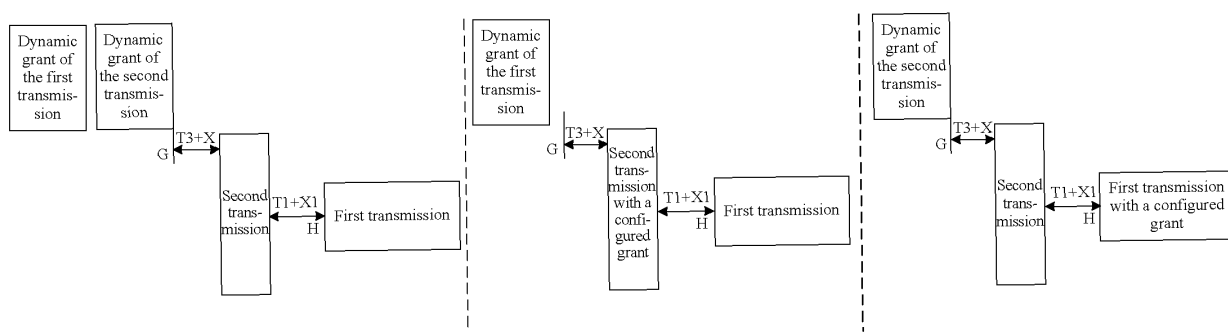 Dynamic
grant of
the first
transmis-
sion
Dynamic
grant of
the second
transmis-
sion
T3+X
G
Second
trans-
mission
T1+X1
H
First transmission
Dynamic
grant of
the first
transmis-
sion
T3+X
G
Second
trans-
mission
with a
confi-
gured
grant
T1+X1
H
First transmission
Dynamic
grant of
the second
transmis-
sion
T3+X
G
Second
trans-
mission
T1+X1
H
First transmission
with a configured
grant